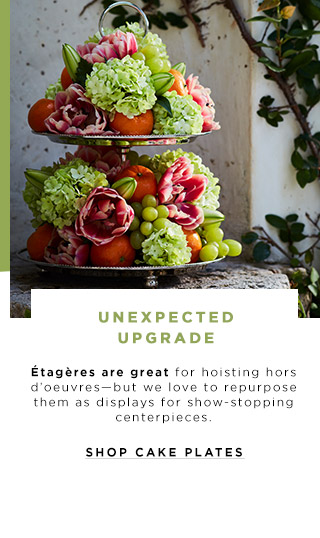 UNEXPECTED
UPGRADE
Étagères are great for hoisting hors
d'oeuvres—but we love to repurpose
them as displays for show-stopping
centerpieces.
SHOP CAKE PLATES